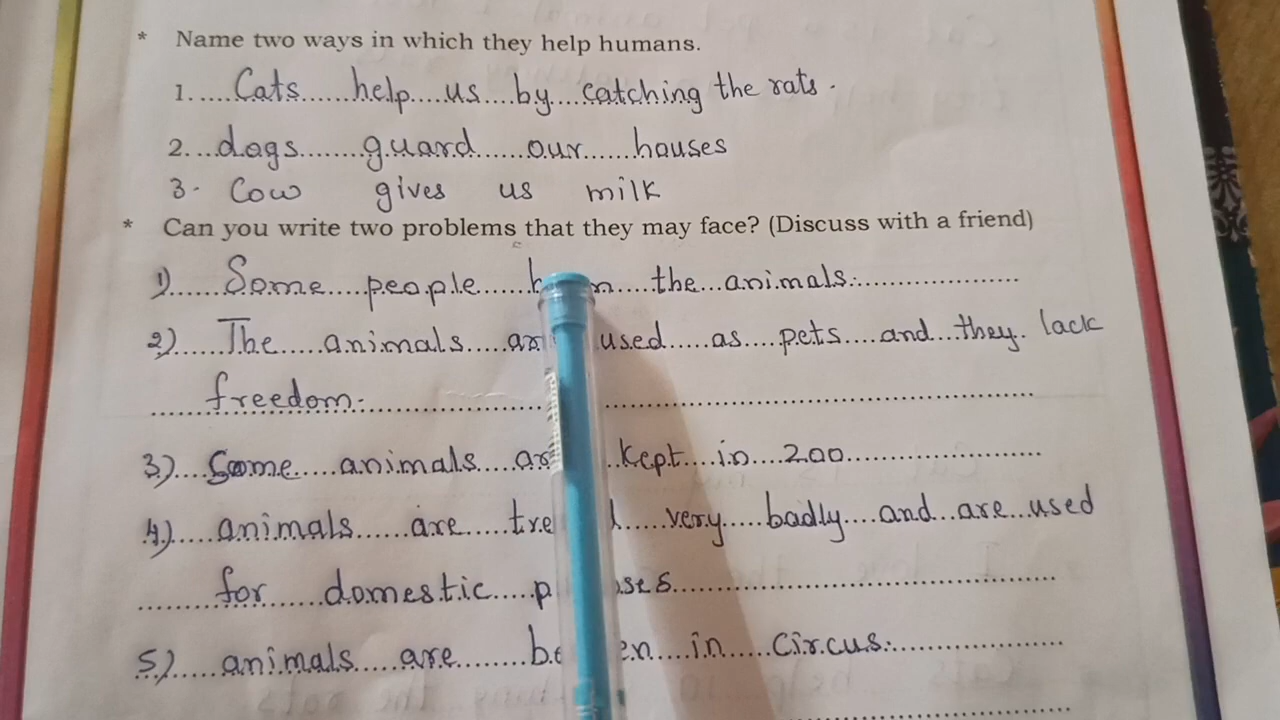 * Name two ways in which they help humans.
1. Cats help us by catching the rats.
2. dogs guard our houses
3. Cow gives us milk
* Can you write two problems that they may face? (Discuss with a friend)
1) Some people the animals.
2) The animals used as pets and they lack
freedom.
3) Some animals kept in zoo
4) animals are very badly and are used
for domestic
5) animals are in circus.